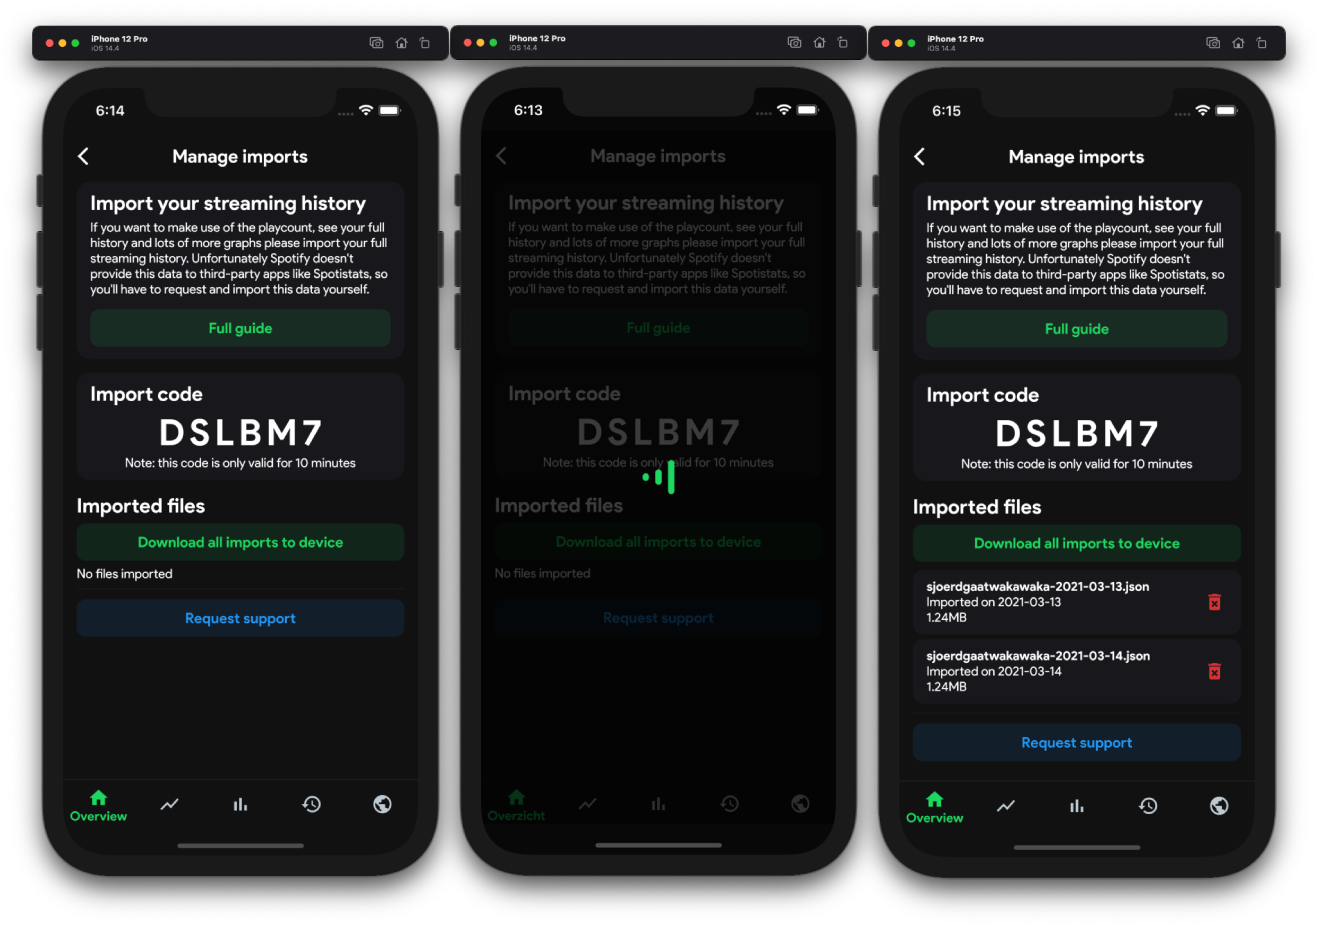 iPhone 12 Pro
iOS 14.4
6:14
Manage imports
Import your streaming history
If you want to make use of the playcount, see your full
history and lots of more graphs please import your full
streaming history. Unfortunately Spotify doesn't
provide this data to third-party apps like Spotistats, so
you'll have to request and import this data yourself.
Full guide
Import code
DSLBM7
Note: this code is only valid for 10 minutes
Imported files
Download all imports to device
No files imported
Request support
Overview
iPhone 12 Pro
iOS 14.4
6:13
Manage imports
Import your streaming history
If you want to make use of the playcount, see your full
history and lots of more graphs please import your full
streaming history. Unfortunately Spotify doesn't
provide this data to third-party apps like Spotistats, so
you'll have to request and import this data yourself.
Full guide
Import code
DSLBM7
Note: this code is only valid for 10 minutes
Imported files
Download all imports to device
No files imported
Request support
Overzicht
iPhone 12 Pro
iOS 14.4
6:15
Manage imports
Import your streaming history
If you want to make use of the playcount, see your full
history and lots of more graphs please import your full
streaming history. Unfortunately Spotify doesn't
provide this data to third-party apps like Spotistats, so
you'll have to request and import this data yourself.
Full guide
Import code
DSLBM7
Note: this code is only valid for 10 minutes
Imported files
Download all imports to device
sjoerdgaatwakawaka-2021-03-13.json
Imported on 2021-03-13
1.24MB
sjoerdgaatwakawaka-2021-03-14.json
Imported on 2021-03-14
1.24MB
Request support
Overview